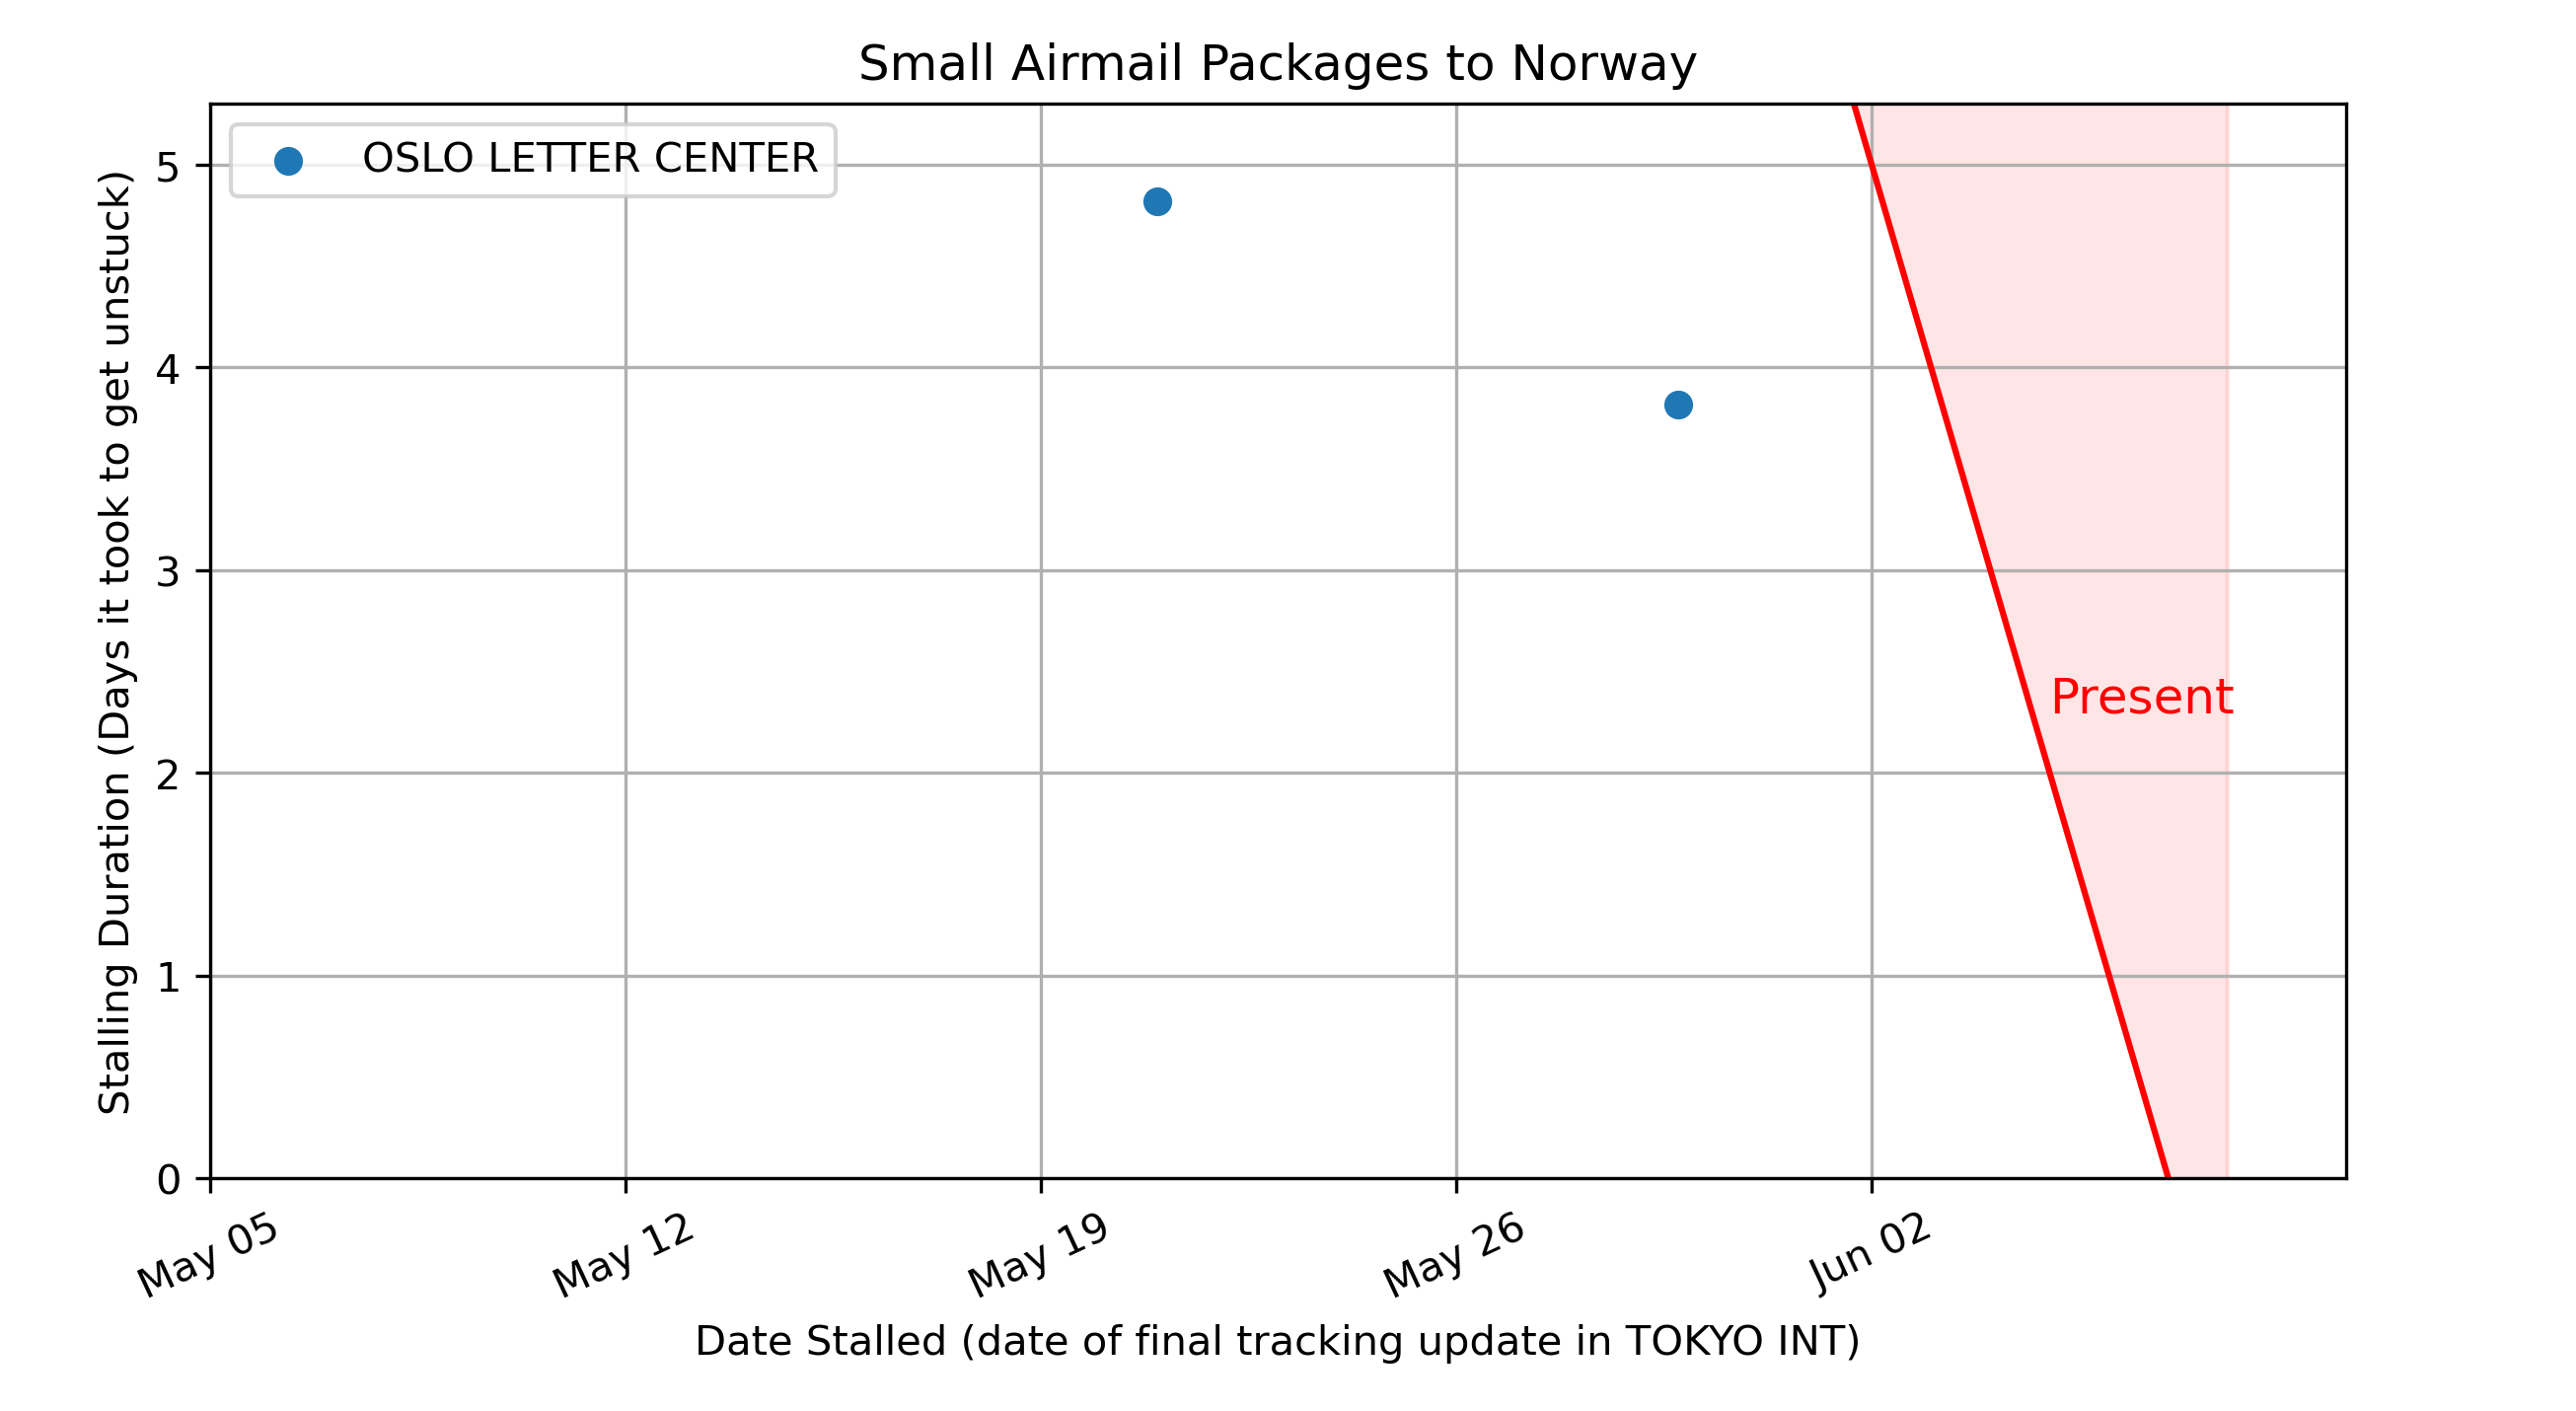 Small Airmail Packages to Norway
OSLO LETTER CENTER
Stalling Duration (Days it took to get unstuck)
5
4
3
2
1
0
Present
May 05
May 12
May 19
May 26
Jun 02
Date Stalled (date of final tracking update in TOKYO INT)